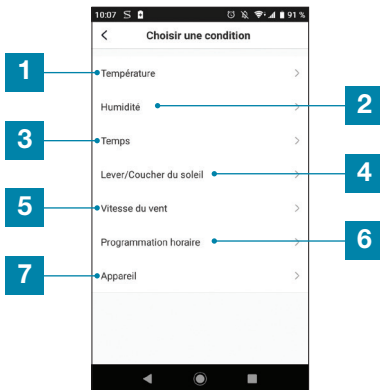 10:07 S 91 %
Choisir une condition
1 Température
Humidité 2
3 Temps
Lever/Coucher du soleil 4
5 Vitesse du vent
Programmation horaire 6
7 Appareil